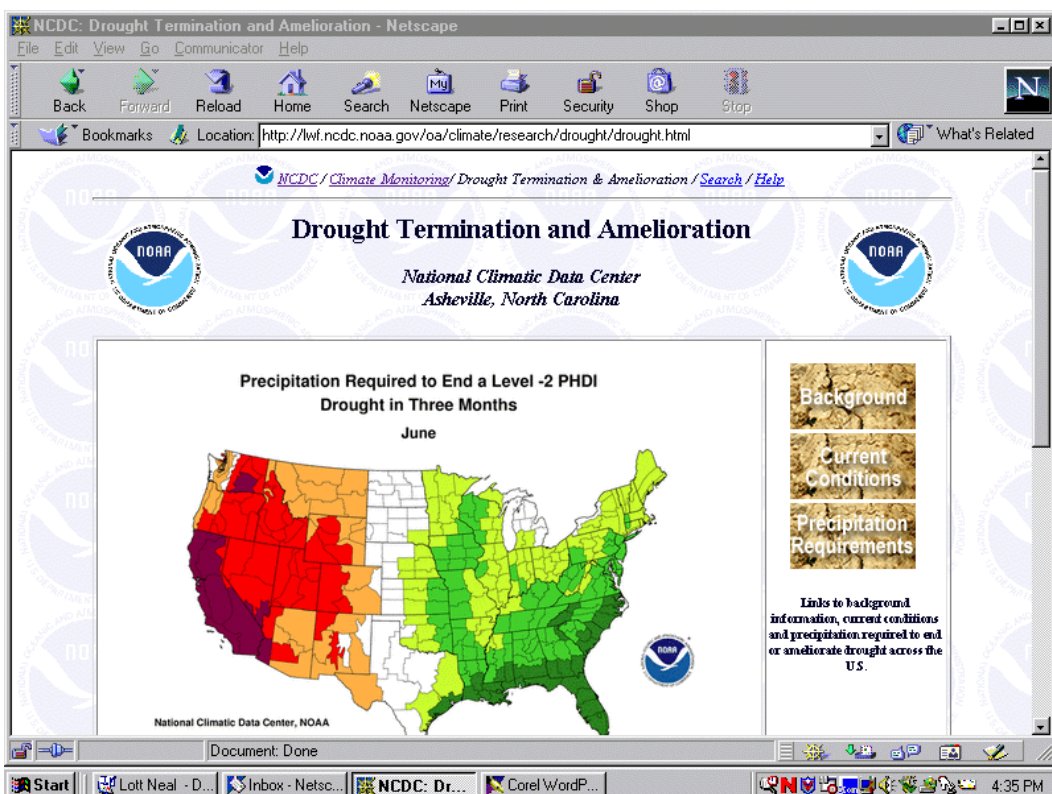 NCDC: Drought Termination and Amelioration - Netscape
File Edit View Go Communicator Help
My
N
Back Forward Reload Home Search Netscape Print Security Shop Stop
Bookmarks Location: http://lwf.ncdc.noaa.gov/oa/climate/research/drought/drought.html What's Related
NCDC / Climate Monitoring/ Drought Termination & Amelioration / Search / Help
Drought Termination and Amelioration
NOAA
NOAA
National Climatic Data Center
Asheville, North Carolina
Precipitation Required to End a Level -2 PHDI
Drought in Three Months
June
Background
Current
Conditions
Precipitation
Requirements
Links to background
information, current conditions
and precipitation required to end
or ameliorate drought across the
U.S.
NOAA
National Climatic Data Center, NOAA
Document: Done
Start Lott Neal - D... Inbox - Netsc... NCDC: Dr... Corel WordP... 4:35 PM